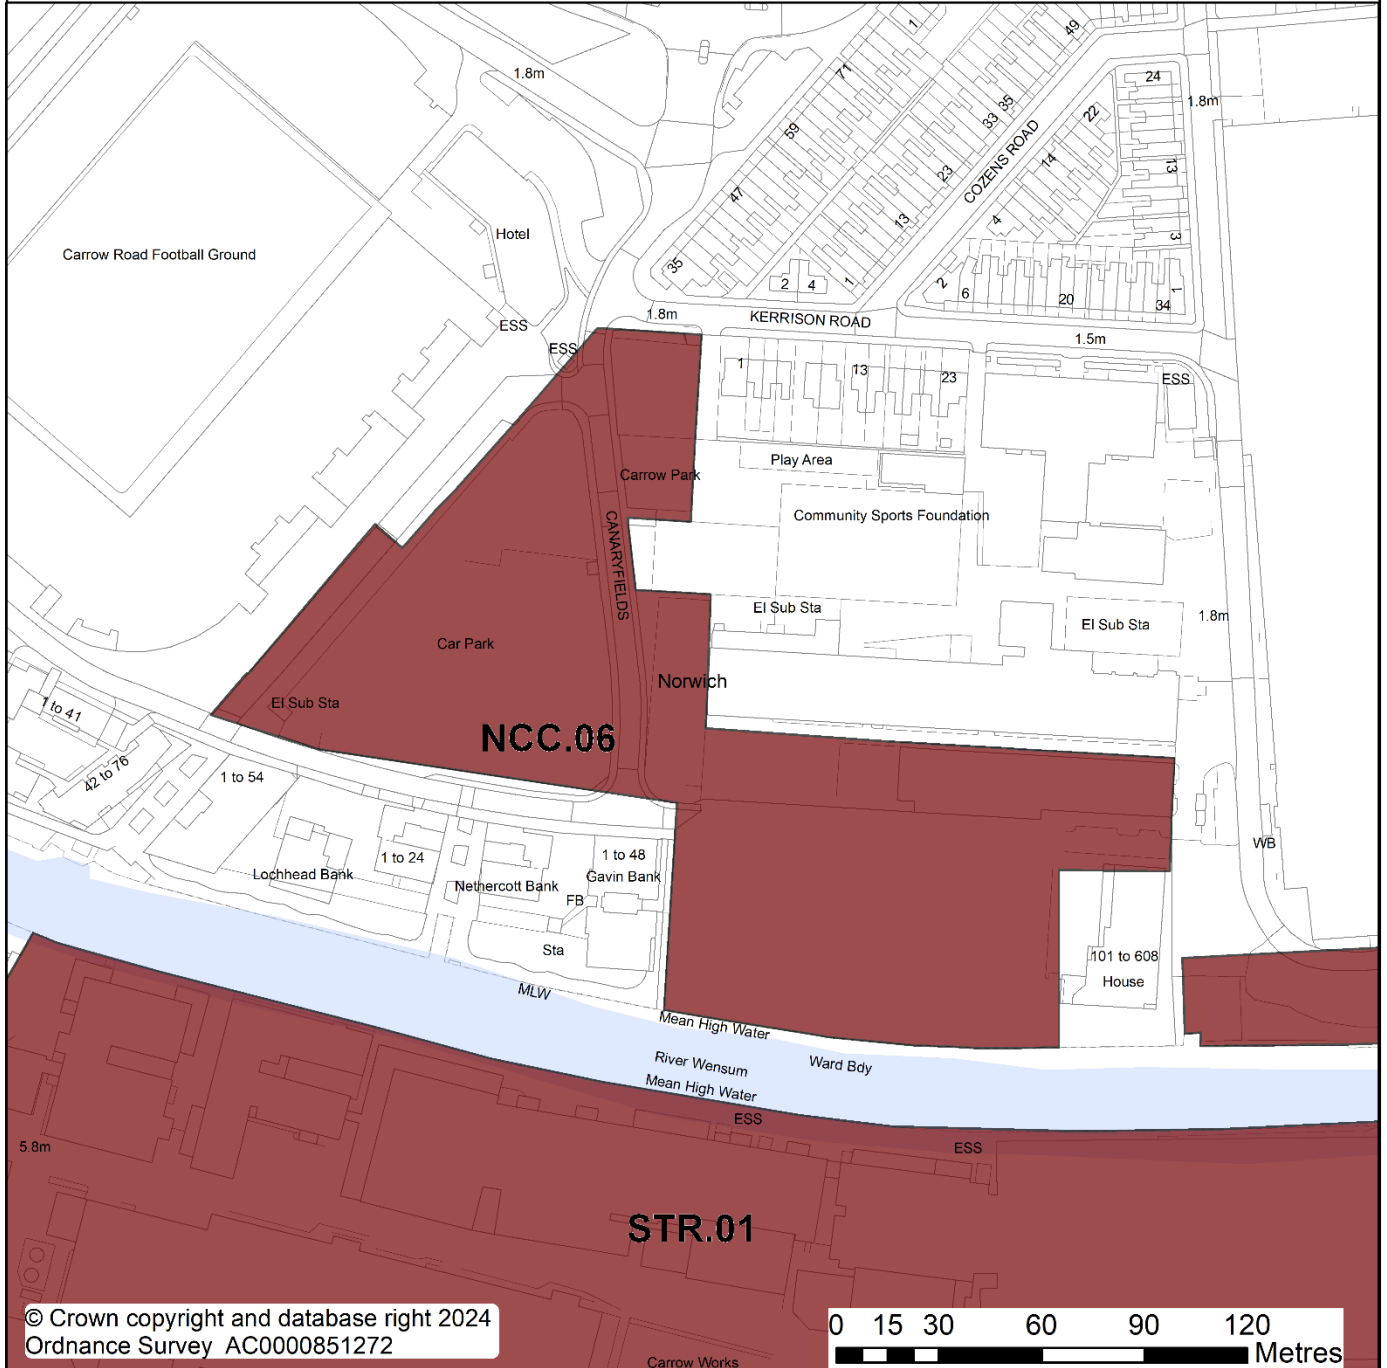 1
49
71
1.8m
24
1.8m
35
33
22
59
COZENS ROAD
14
13
23
47
4
13
3
Hotel
Carrow Road Football Ground
35
2 4
1
2
6
20
34
1
1.8m
KERRISON ROAD
ESS
1.5m
ESS
1
13
23
ESS
Play Area
Carrow Park
Community Sports Foundation
CANARYFIELDS
El Sub Sta
El Sub Sta
1.8m
Car Park
Norwich
El Sub Sta
1 to 41
NCC.06
42 to 76
1 to 54
WB
1 to 24
1 to 48
Lochhead Bank
Nethercott Bank
Gavin Bank
FB
Sta
101 to 608
House
MLW
Mean High Water
River Wensum
Ward Bdy
Mean High Water
ESS
5.8m
ESS
STR.01
© Crown copyright and database right 2024
Ordnance Survey AC0000851272
0 15 30 60 90 120
Metres
Carrow Works